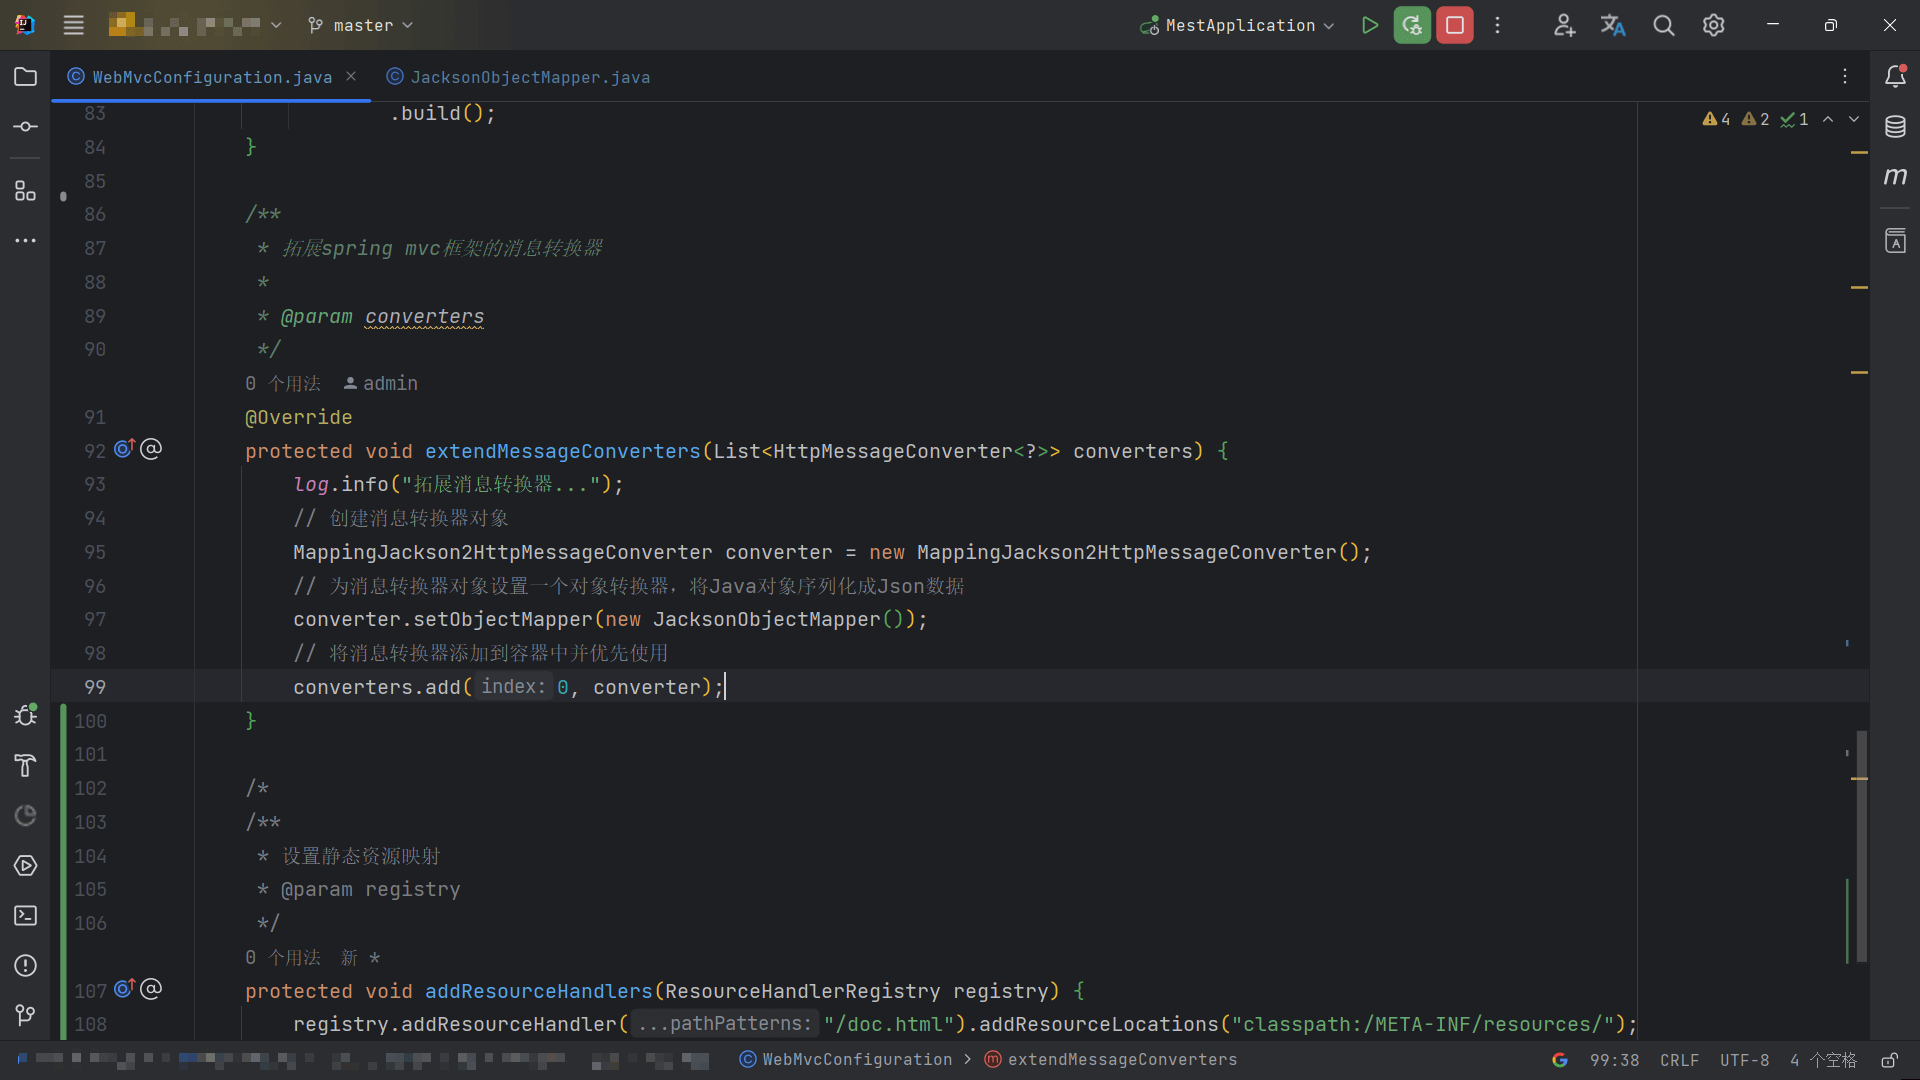 master
MestApplication
WebMvcConfiguration.java
JacksonObjectMapper.java
4 2 1
83 .build();
84 }
85
86 /**
87 * 拓展spring mvc框架的消息转换器
88 *
89 * @param converters
90 */
0 个用法 admin
91 @Override
92 protected void extendMessageConverters(List<HttpMessageConverter<?>> converters) {
93 log.info("拓展消息转换器...");
94 // 创建消息转换器对象
95 MappingJackson2HttpMessageConverter converter = new MappingJackson2HttpMessageConverter();
96 // 为消息转换器对象设置一个对象转换器，将Java对象序列化成Json数据
97 converter.setObjectMapper(new JacksonObjectMapper());
98 // 将消息转换器添加到容器中并优先使用
99 converters.add( index: 0, converter);
100 }
101
102 /*
103 /**
104 * 设置静态资源映射
105 * @param registry
106 */
0 个用法 新 *
107 protected void addResourceHandlers(ResourceHandlerRegistry registry) {
108 registry.addResourceHandler( ...pathPatterns: "/doc.html").addResourceLocations("classpath:/META-INF/resources/");
WebMvcConfiguration > extendMessageConverters
99:38 CRLF UTF-8 4 个空格